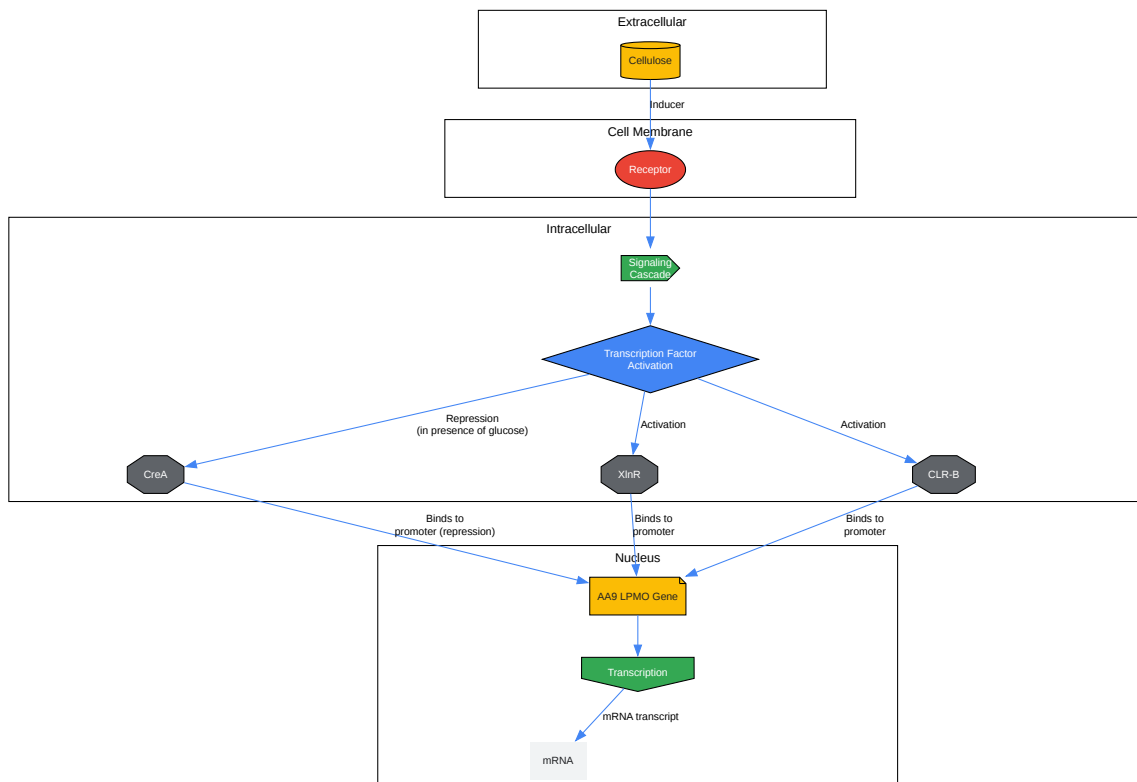 Extracellular
Cellulose
Inducer
Cell Membrane
Receptor
Intracellular
Signaling
Cascade
Transcription Factor
Activation
Repression
(in presence of glucose)
Activation
Activation
CreA
XlnR
CLR-B
Binds to
promoter (repression)
Binds to
promoter
Binds to
promoter
Nucleus
AA9 LPMO Gene
Transcription
mRNA transcript
mRNA